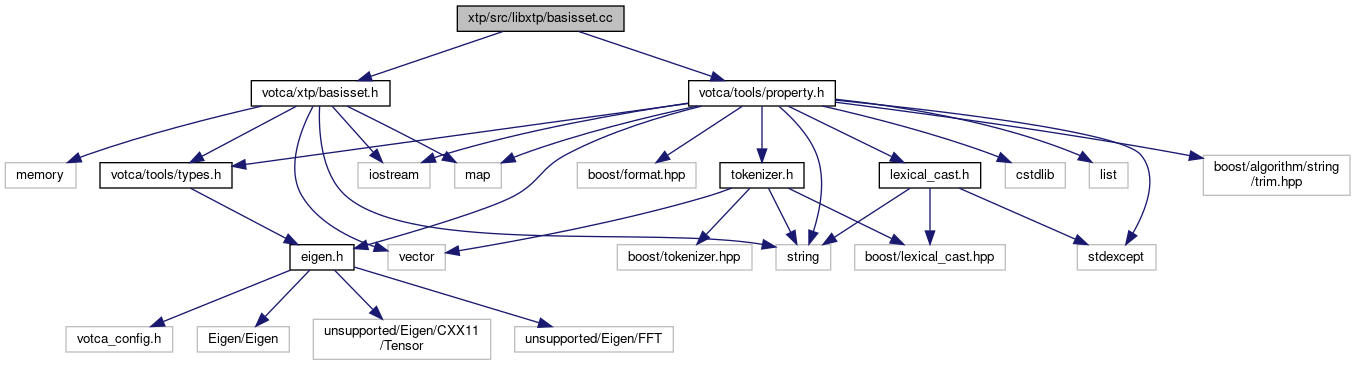 xtp/src/libxtp/basisset.cc
votca/xtp/basisset.h
votca/tools/property.h
memory
votca/tools/types.h
iostream
map
boost/format.hpp
tokenizer.h
lexical_cast.h
cstdlib
list
boost/algorithm/string
/trim.hpp
eigen.h
vector
boost/tokenizer.hpp
string
boost/lexical_cast.hpp
stdexcept
votca_config.h
Eigen/Eigen
unsupported/Eigen/CXX11
/Tensor
unsupported/Eigen/FFT